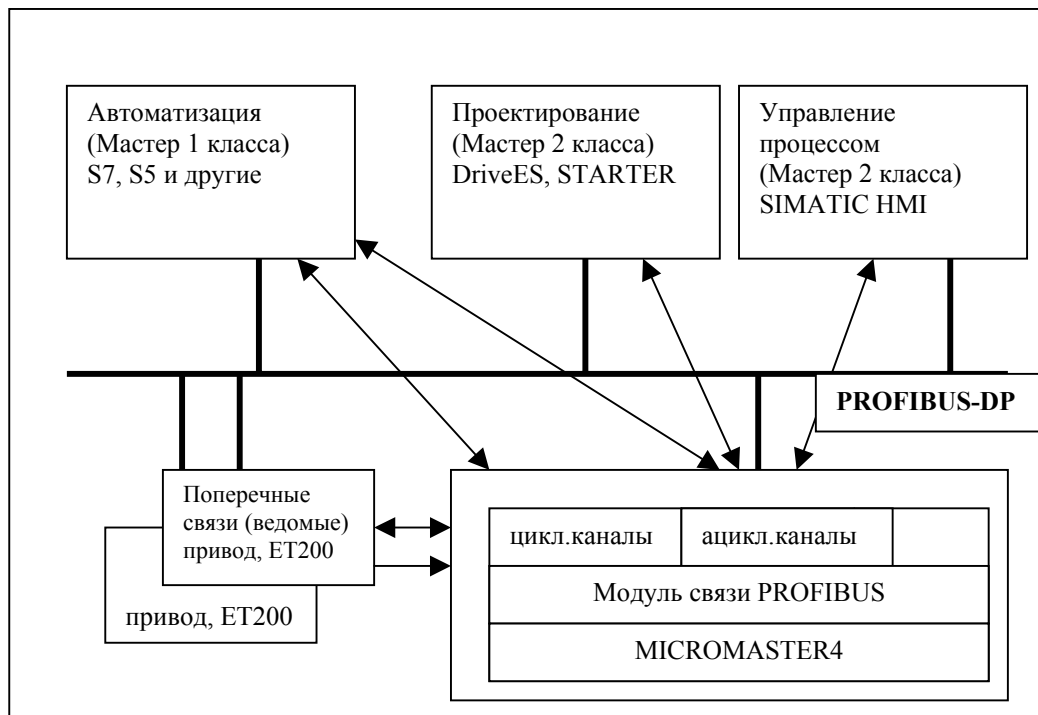 Автоматизация
(Мастер 1 класса)
S7, S5 и другие
Проектирование
(Мастер 2 класса)
DriveES, STARTER
Управление
процессом
(Мастер 2 класса)
SIMATIC HMI
PROFIBUS-DP
Поперечные
связи (ведомые)
привод, ET200
привод, ET200
цикл.каналы
ацикл.каналы
Модуль связи PROFIBUS
MICROMASTER4